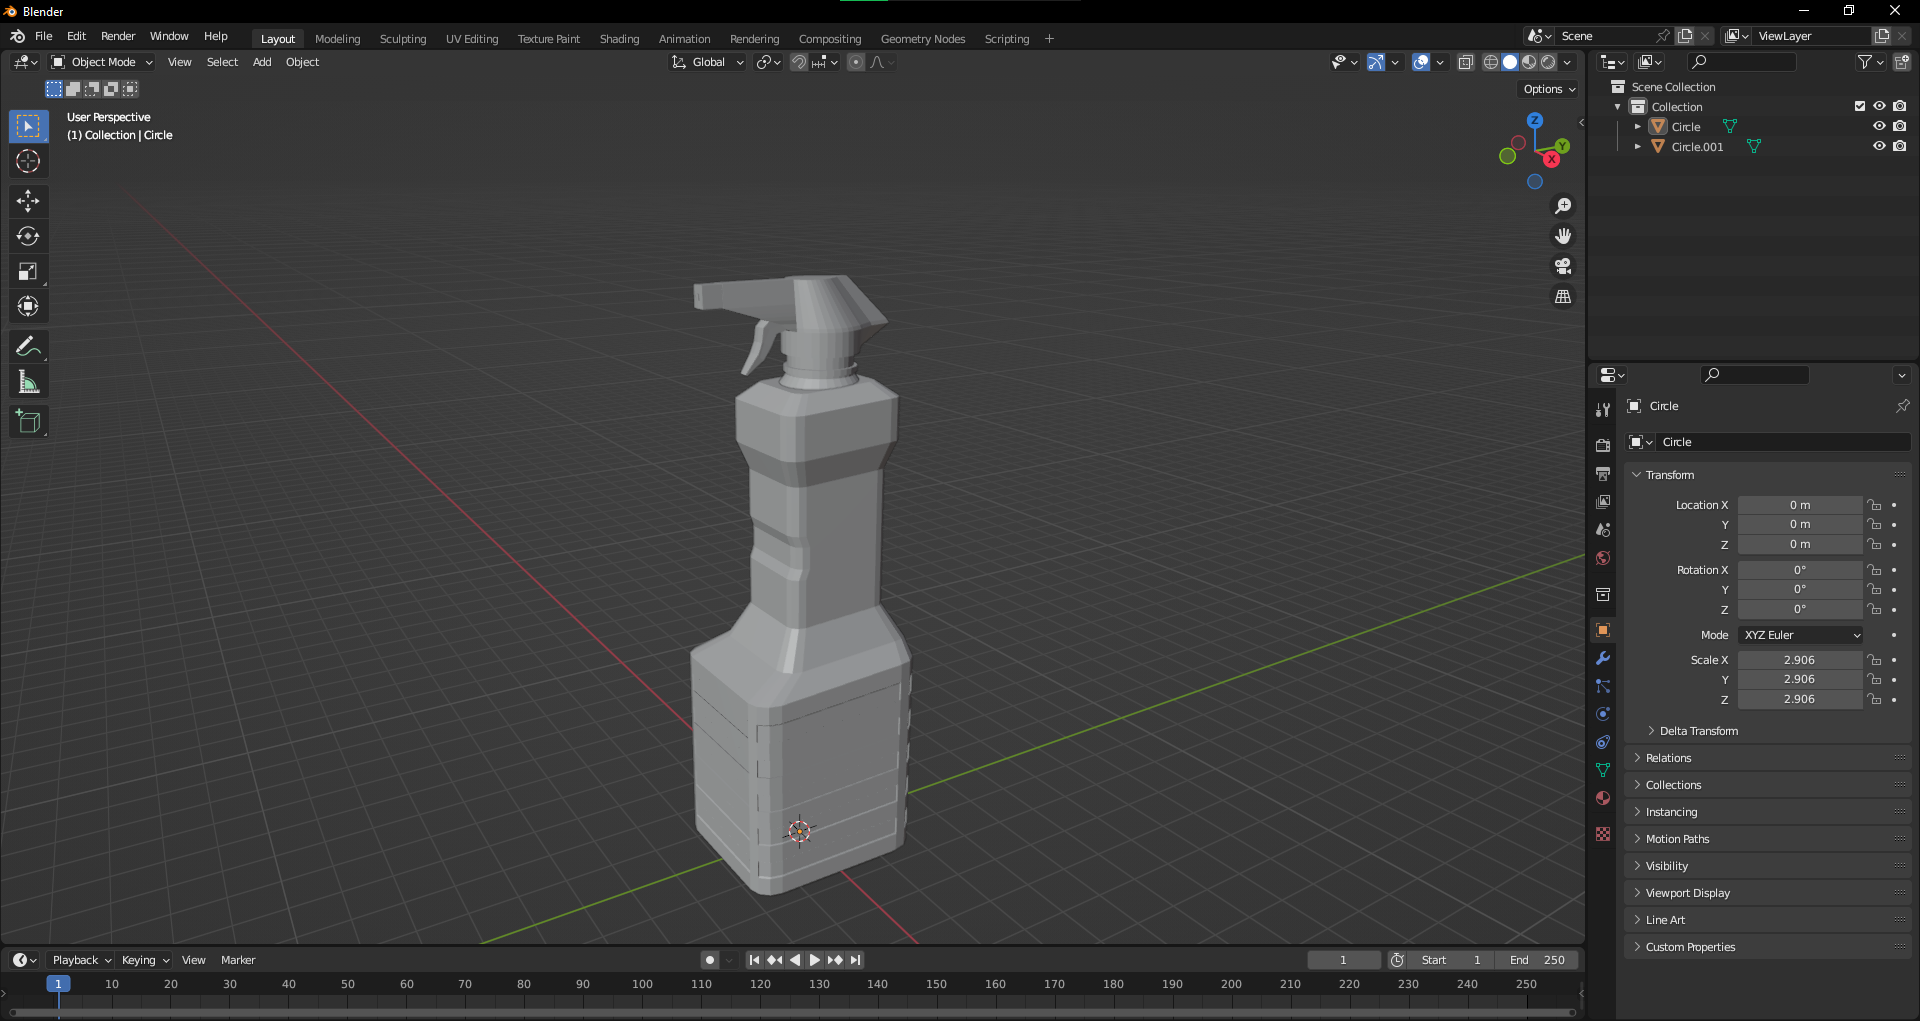 Blender
File Edit Render Window Help Layout Modeling Sculpting UV Editing Texture Paint Shading Animation Rendering Compositing Geometry Nodes Scripting +
Scene
ViewLayer
Object Mode View Select Add Object
Global
Options
User Perspective
(1) Collection | Circle
Z
Y
X
Scene Collection
Collection
Circle
Circle.001
Circle
Circle
Transform
Location X 0 m
Y 0 m
Z 0 m
Rotation X 0°
Y 0°
Z 0°
Mode XYZ Euler
Scale X 2.906
Y 2.906
Z 2.906
Delta Transform
Relations
Collections
Instancing
Motion Paths
Visibility
Viewport Display
Line Art
Custom Properties
Playback Keying View Marker
1
Start 1
End 250
1 10 20 30 40 50 60 70 80 90 100 110 120 130 140 150 160 170 180 190 200 210 220 230 240 250